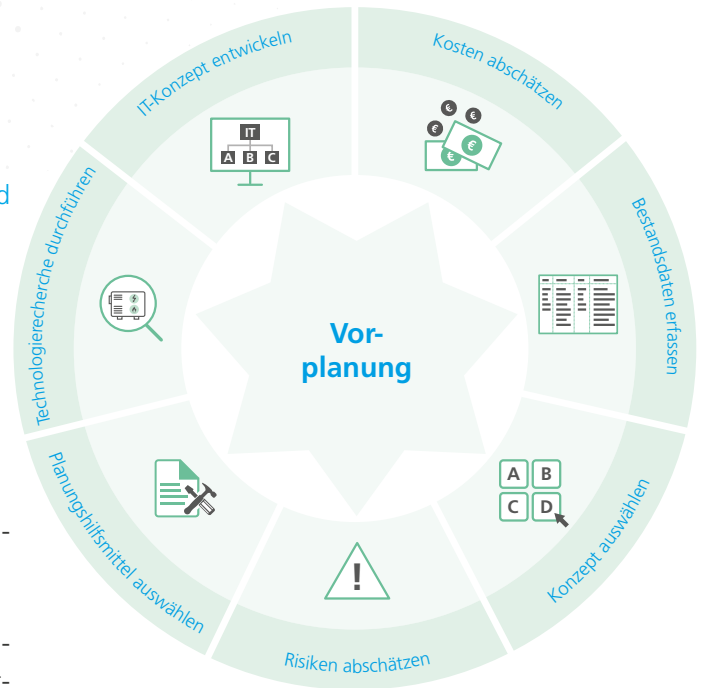 IT-Konzept entwickeln
Kosten abschätzen
Bestandsdaten erfassen
Konzept auswählen
Risiken abschätzen
Planungshilfsmittel auswählen
Technologierecherche durchführen
Vor-
planung
IT
A B C
€ € €
€ €
A B
C D
!
d
-
-
-